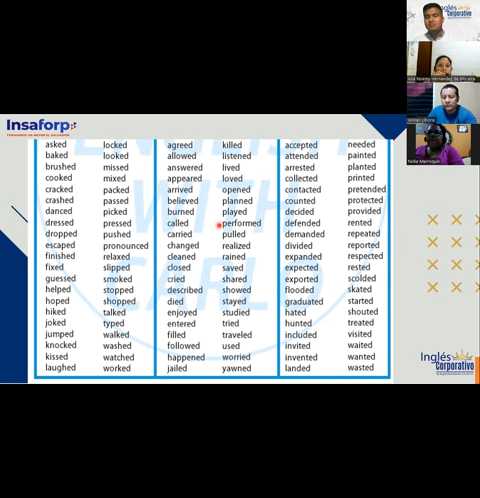 Inglés
Corporativo
Ana Noemy Hernandez de Moreira
Nidia Marroquin
Insaforp
FORMANDO UN MEJOR EL SALVADOR
asked locked agreed killed accepted needed
baked looked allowed listened attended painted
brushed missed answered lived arrested planted
cooked mixed appeared loved collected printed
cracked packed arrived opened contacted pretended
crashed passed believed planned counted protected
danced picked burned played decided provided
dressed pressed called performed defended rented
dropped pushed carried pulled demanded repeated
escaped pronounced changed realized divided reported
finished relaxed cleaned rained expanded respected
fixed slipped closed saved expected rested
guessed smoked cried shared exported scolded
helped stopped described showed flooded skated
hoped shopped died stayed graduated started
hiked talked enjoyed studied hated shouted
joked typed entered tried hunted treated
jumped walked filled traveled included visited
knocked washed followed used invited waited
kissed watched happened worried invented wanted
laughed worked jailed yawned landed wasted
WITH
CARLO
Inglés
Corporativo